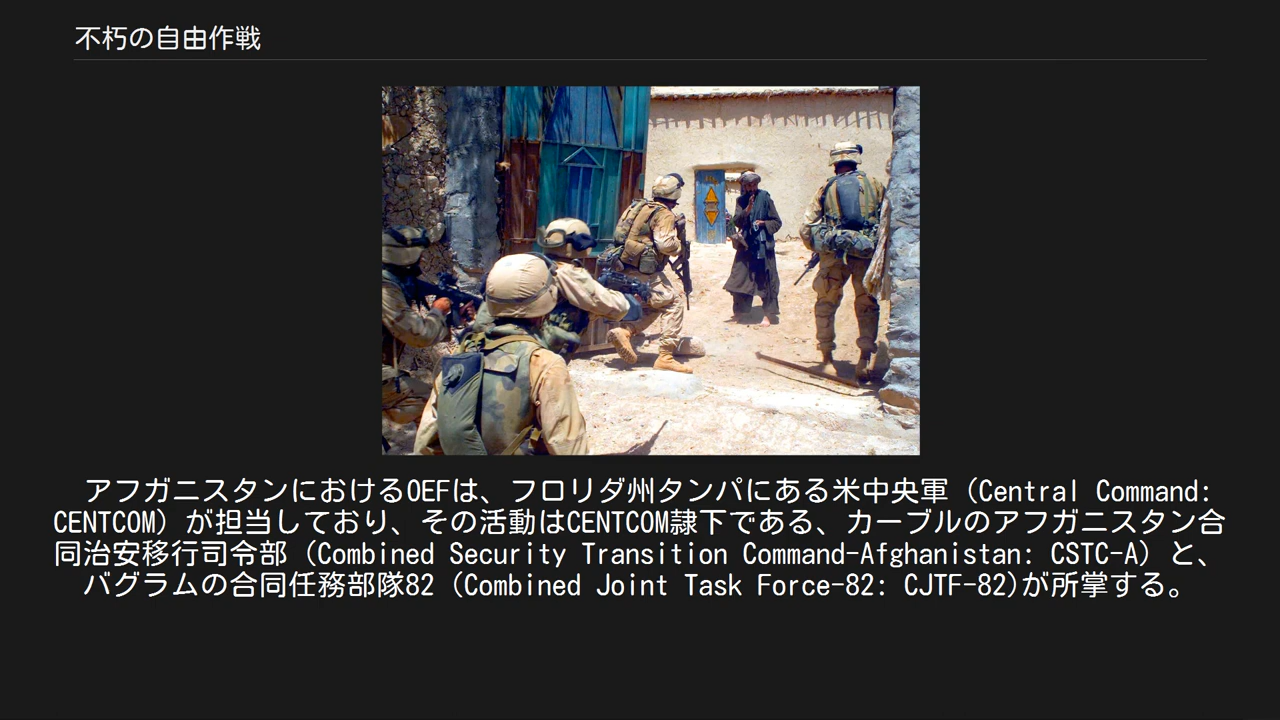 不朽の自由作戦
アフガニスタンにおけるOEFは、フロリダ州タンパにある米中央軍（Central Command:
CENTCOM）が担当しており、その活動はCENTCOM隷下である、カーブルのアフガニスタン合
同治安移行司令部（Combined Security Transition Command-Afghanistan: CSTC-A）と、
バグラムの合同任務部隊82（Combined Joint Task Force-82: CJTF-82)が所掌する。